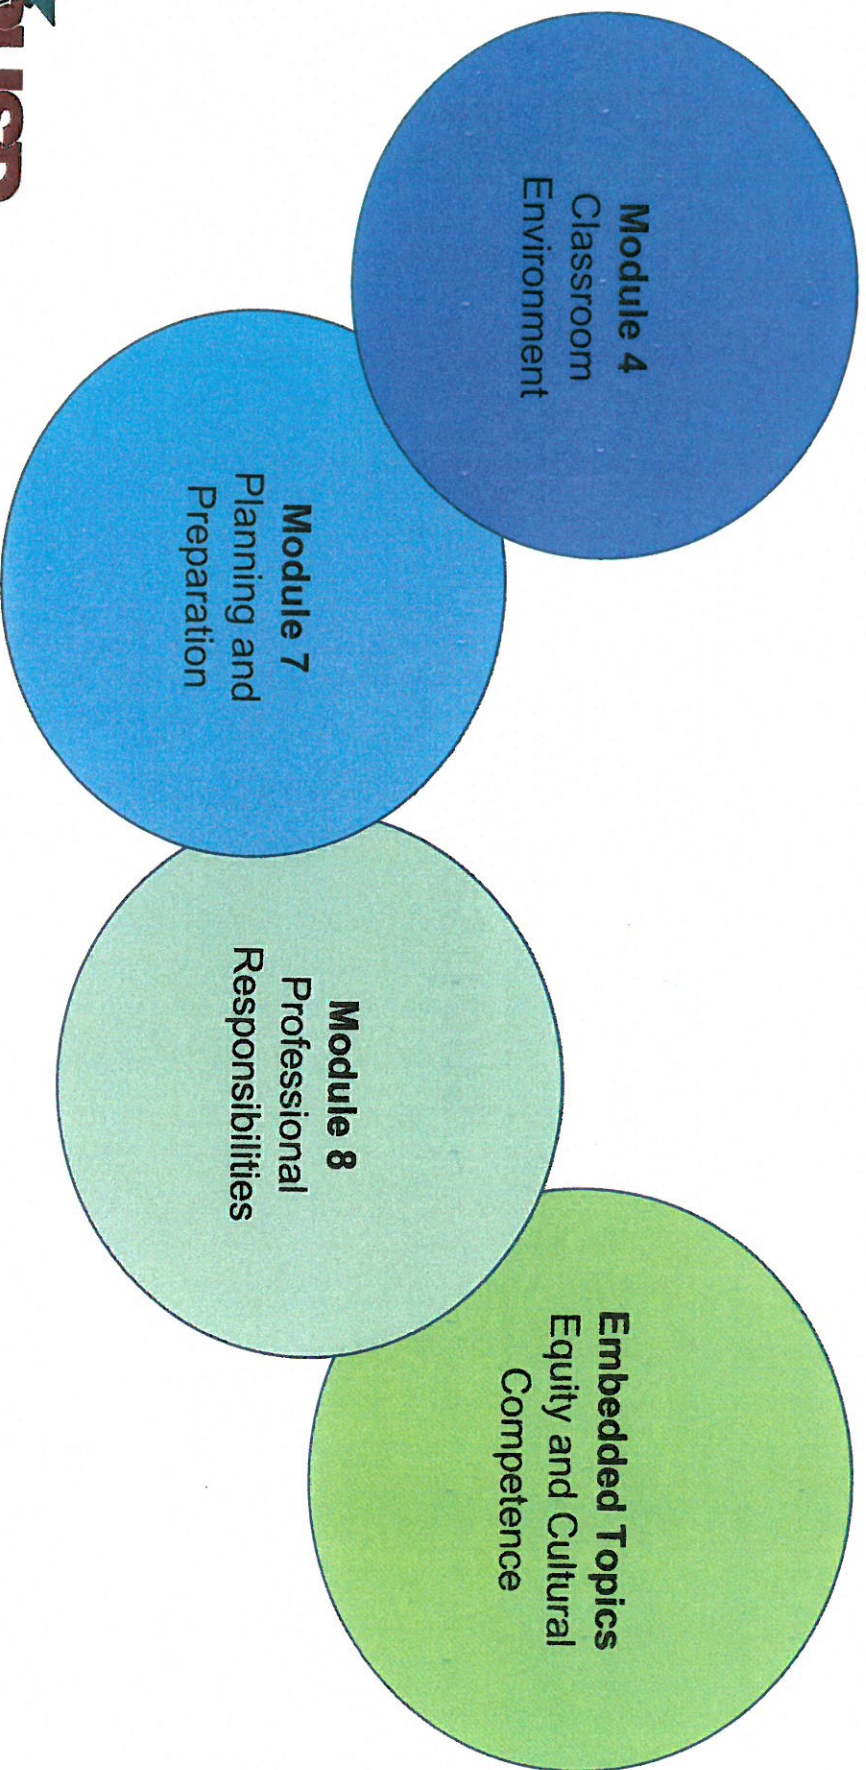 Module 4
Classroom
Environment
Module 7
Planning and
Preparation
Module 8
Professional
Responsibilities
Embedded Topics
Equity and Cultural
Competence